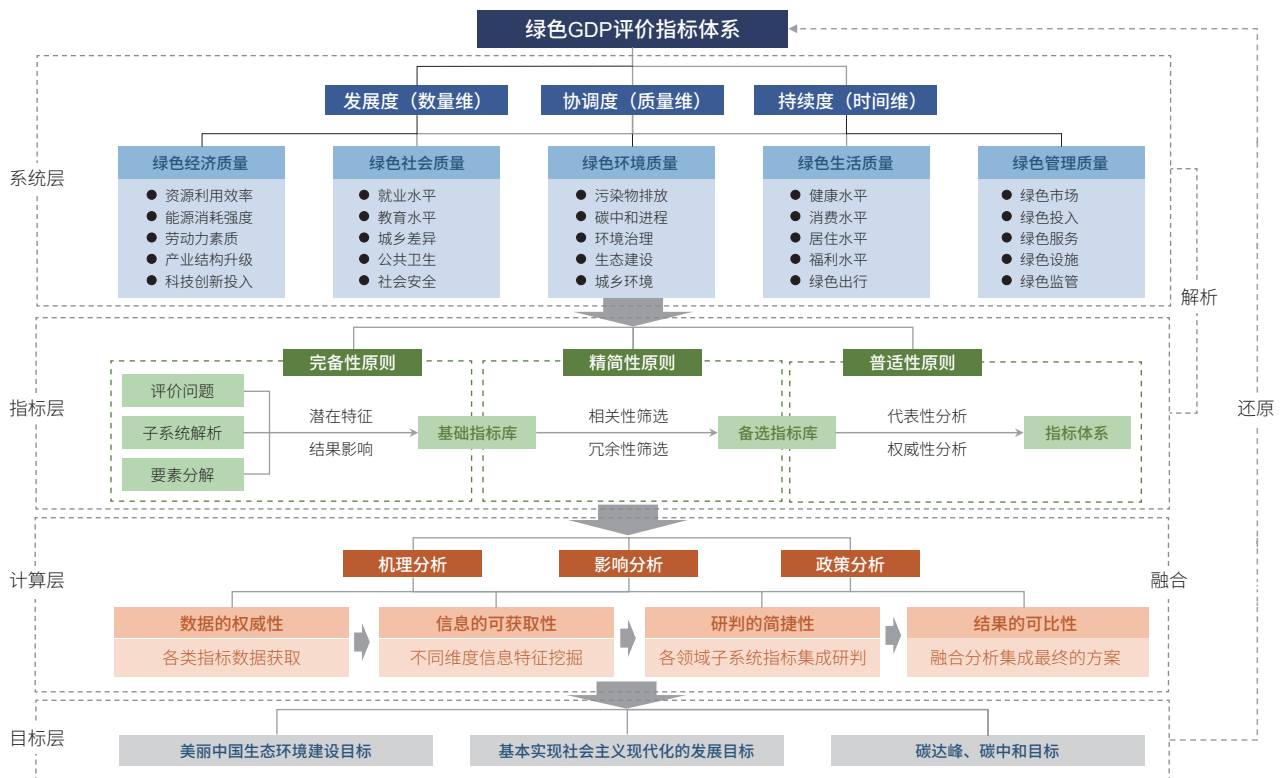 绿色GDP评价指标体系
系统层
发展度（数量维）
协调度（质量维）
持续度（时间维）
绿色经济质量
资源利用效率
能源消耗强度
劳动力素质
产业结构升级
科技创新投入
绿色社会质量
就业水平
教育水平
城乡差异
公共卫生
社会安全
绿色环境质量
污染物排放
碳中和进程
环境治理
生态建设
城乡环境
绿色生活质量
健康水平
消费水平
居住水平
福利水平
绿色出行
绿色管理质量
绿色市场
绿色投入
绿色服务
绿色设施
绿色监管
解析
还原
指标层
完备性原则
精简性原则
普适性原则
评价问题
子系统解析
要素分解
潜在特征
结果影响
基础指标库
相关性筛选
冗余性筛选
备选指标库
代表性分析
权威性分析
指标体系
计算层
机理分析
影响分析
政策分析
融合
数据的权威性
各类指标数据获取
信息的可获取性
不同维度信息特征挖掘
研判的简捷性
各领域子系统指标集成研判
结果的可比性
融合分析集成最终的方案
目标层
美丽中国生态环境建设目标
基本实现社会主义现代化的发展目标
碳达峰、碳中和目标